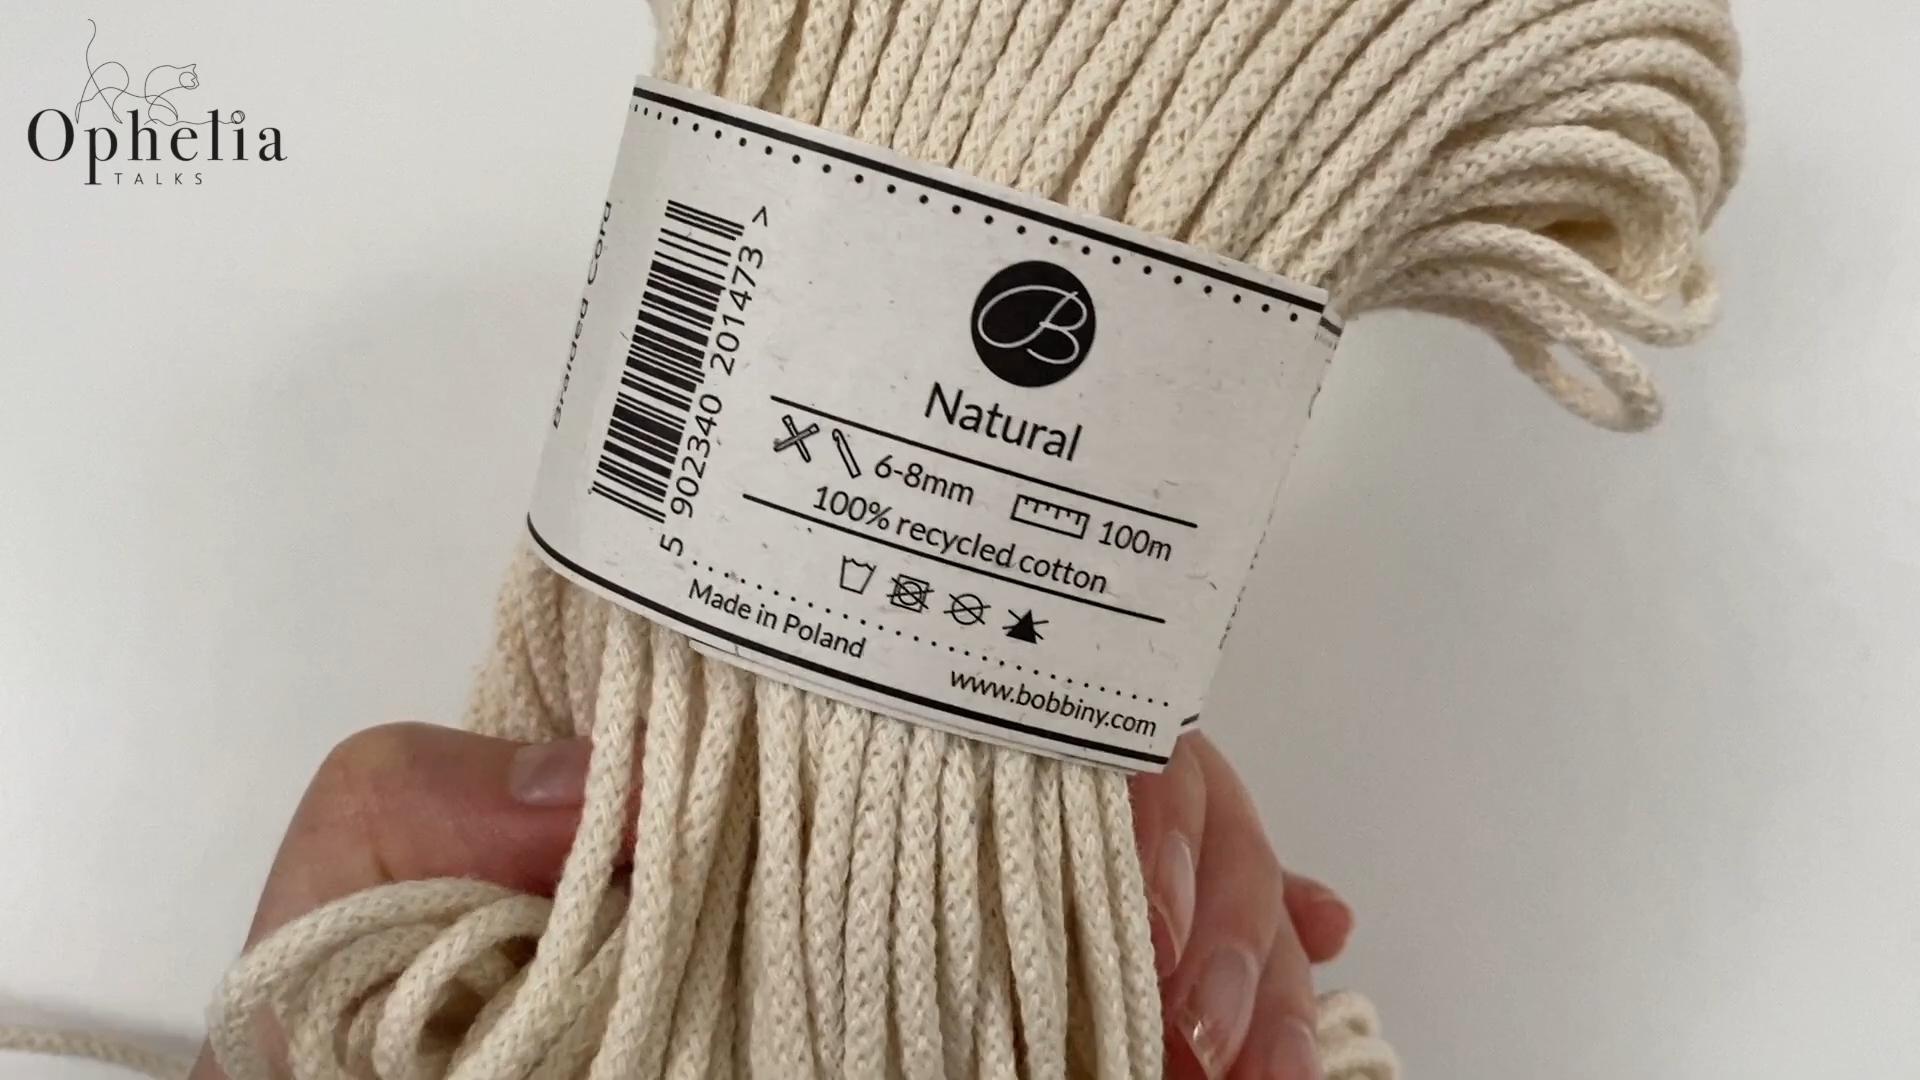 Ophelia
TALKS
Braided Cord
5 902340 201473 >
B
Natural
6-8mm 100m
100% recycled cotton
Made in Poland
www.bobbiny.com